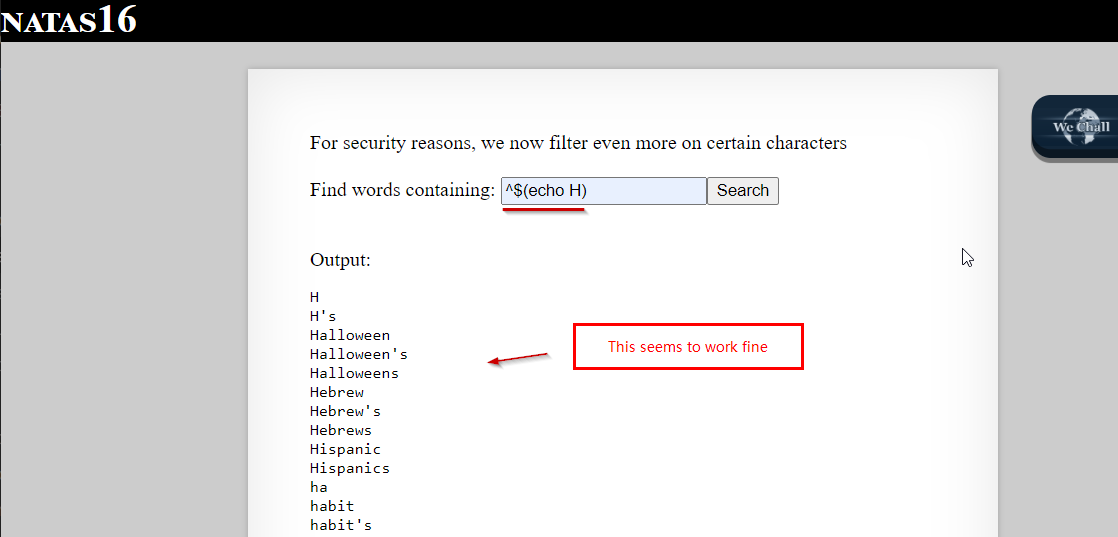 NATAS16
We Chall
For security reasons, we now filter even more on certain characters
Find words containing: ^$(echo H) Search
Output:
H
H's
Halloween
Halloween's
Halloweens
Hebrew
Hebrew's
Hebrews
Hispanic
Hispanics
ha
habit
habit's
This seems to work fine